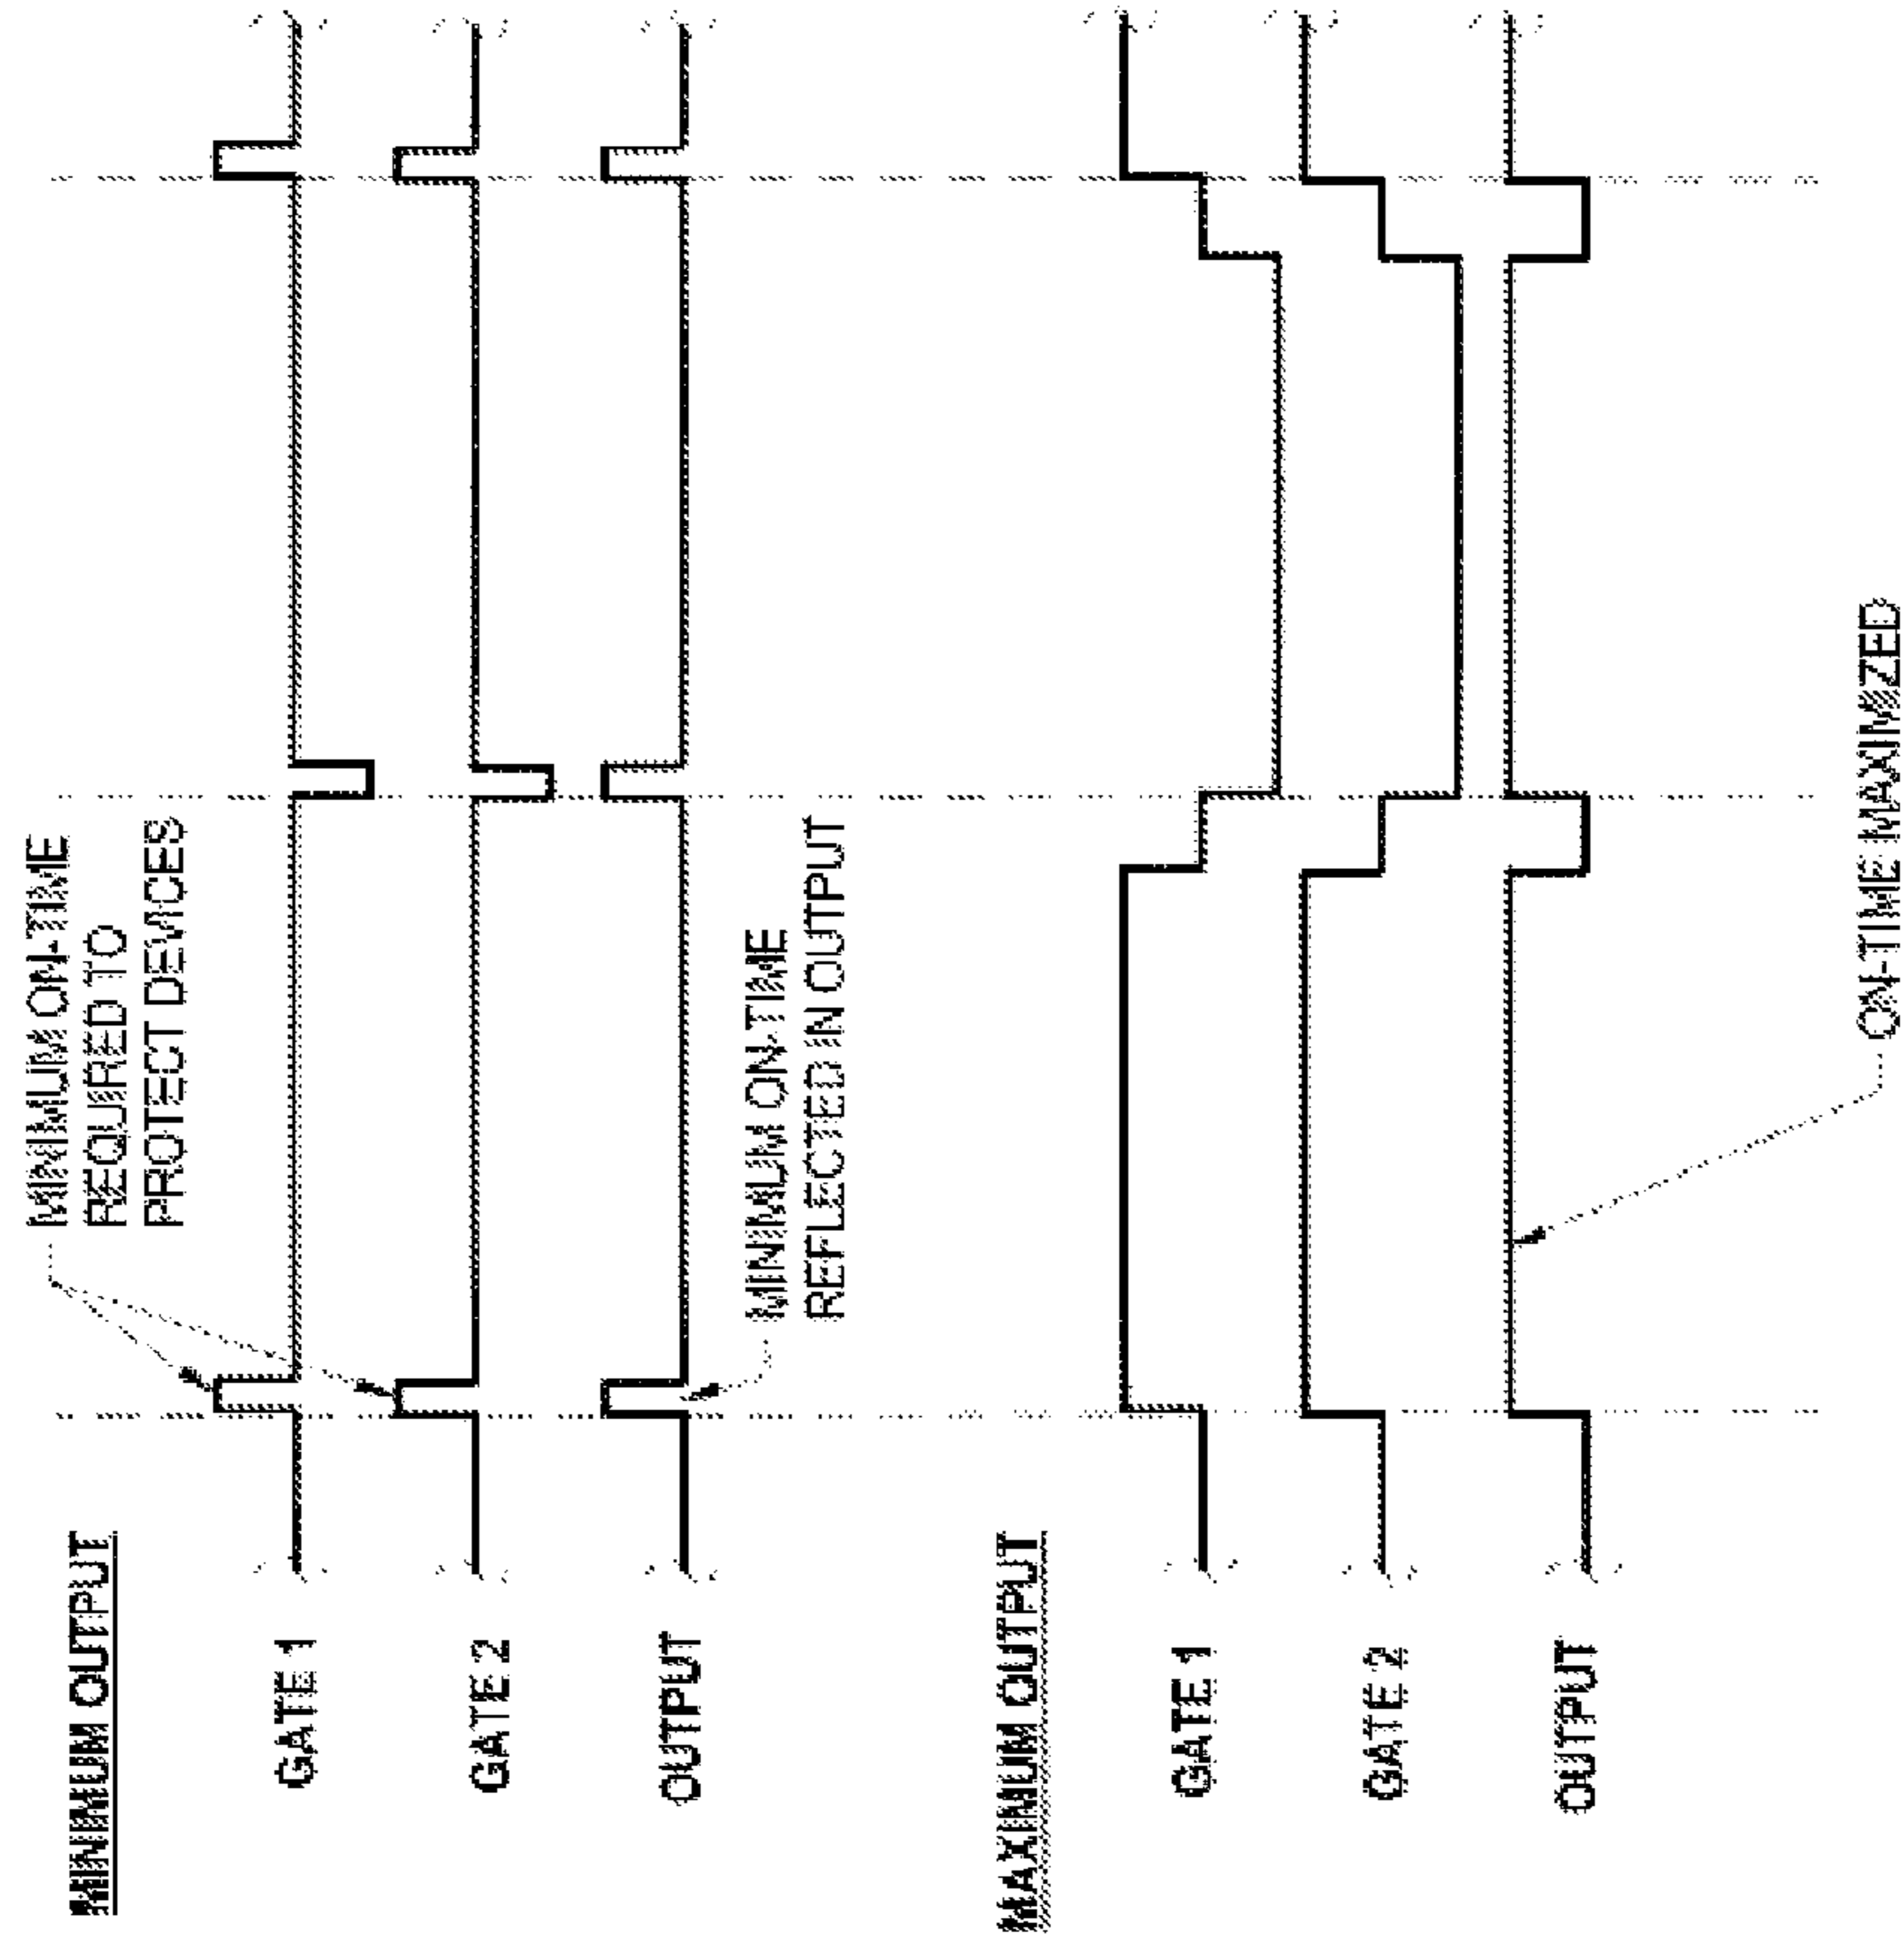 MINIMUM OUTPUT
MINIMUM ON-TIME
REQUIRED TO
PROTECT DEVICES
GATE 1
GATE 2
OUTPUT
MINIMUM ON-TIME
REFLECTED IN OUTPUT
MAXIMUM OUTPUT
GATE 1
GATE 2
OUTPUT
ON-TIME MAXIMIZED